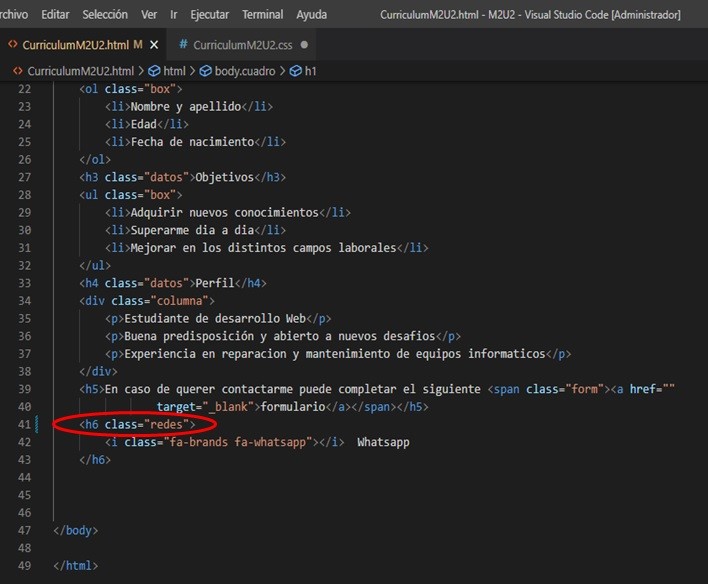 rchivo Editar Selección Ver Ir Ejecutar Terminal Ayuda CurriculumM2U2.html - M2U2 - Visual Studio Code [Administrador]
<> CurriculumM2U2.html M × # CurriculumM2U2.css ●
<> CurriculumM2U2.html > html > body.cuadro > h1
22 <ol class="box">
23 <li>Nombre y apellido</li>
24 <li>Edad</li>
25 <li>Fecha de nacimiento</li>
26 </ol>
27 <h3 class="datos">Objetivos</h3>
28 <ul class="box">
29 <li>Adquirir nuevos conocimientos</li>
30 <li>Superarme dia a dia</li>
31 <li>Mejorar en los distintos campos laborales</li>
32 </ul>
33 <h4 class="datos">Perfil</h4>
34 <div class="columna">
35 <p>Estudiante de desarrollo Web</p>
36 <p>Buena predisposición y abierto a nuevos desafios</p>
37 <p>Experiencia en reparacion y mantenimiento de equipos informaticos</p>
38 </div>
39 <h5>En caso de querer contactarme puede completar el siguiente <span class="form"><a href=""
40 target="_blank">formulario</a></span></h5>
41 <h6 class="redes">
42 <i class="fa-brands fa-whatsapp"></i> Whatsapp
43 </h6>
44
45
46
47 </body>
48
49 </html>